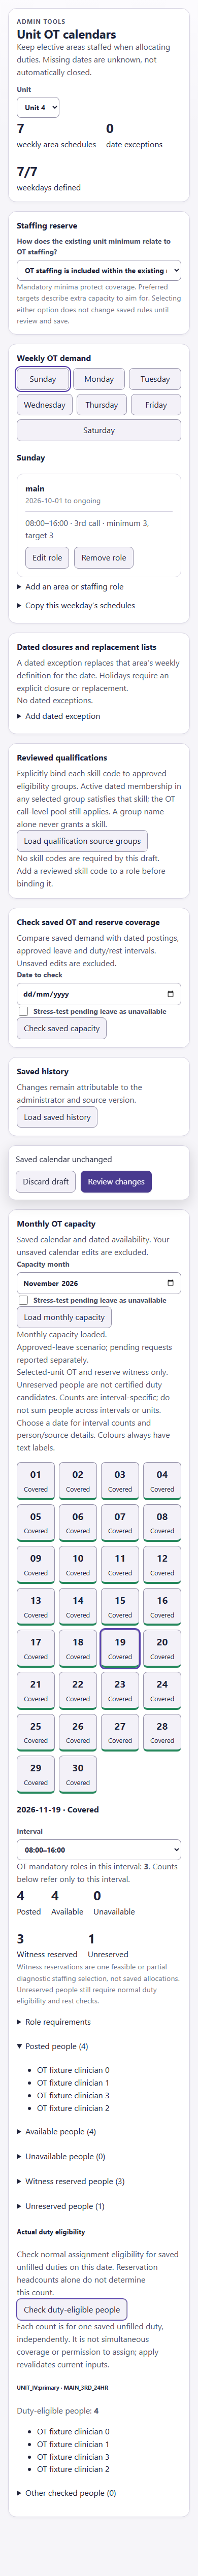 ADMIN TOOLS
Unit OT calendars
Keep elective areas staffed when allocating
duties. Missing dates are unknown, not
automatically closed.
Unit
Unit 4
7
weekly area schedules
0
date exceptions
7/7
weekdays defined
Staffing reserve
How does the existing unit minimum relate to
OT staffing?
OT staffing is included within the existing
Mandatory minima protect coverage. Preferred
targets describe extra capacity to aim for. Selecting
either option does not change saved rules until
review and save.
Weekly OT demand
Sunday
Monday
Tuesday
Wednesday
Thursday
Friday
Saturday
Sunday
main
2026-10-01 to ongoing
08:00–16:00 · 3rd call · minimum 3,
target 3
Edit role
Remove role
Add an area or staffing role
Copy this weekday's schedules
Dated closures and replacement lists
A dated exception replaces that area's weekly
definition for the date. Holidays require an
explicit closure or replacement.
No dated exceptions.
Add dated exception
Reviewed qualifications
Explicitly bind each skill code to approved
eligibility groups. Active dated membership in
any selected group satisfies that skill; the OT
call-level pool still applies. A group name
alone never grants a skill.
Load qualification source groups
No skill codes are required by this draft.
Add a reviewed skill code to a role before
binding it.
Check saved OT and reserve coverage
Compare saved demand with dated postings,
approved leave and duty/rest intervals.
Unsaved edits are excluded.
Date to check
dd/mm/yyyy
Stress-test pending leave as unavailable
Check saved capacity
Saved history
Changes remain attributable to the
administrator and source version.
Load saved history
Saved calendar unchanged
Discard draft
Review changes
Monthly OT capacity
Saved calendar and dated availability. Your
unsaved calendar edits are excluded.
Capacity month
November 2026
Stress-test pending leave as unavailable
Load monthly capacity
Monthly capacity loaded.
Approved-leave scenario; pending requests
reported separately.
Selected-unit OT and reserve witness only.
Unreserved people are not certified duty
candidates. Counts are interval-specific; do
not sum people across intervals or units.
Choose a date for interval counts and
person/source details. Colours always have
text labels.
01 02 03 04
Covered Covered Covered Covered
05 06 07 08
Covered Covered Covered Covered
09 10 11 12
Covered Covered Covered Covered
13 14 15 16
Covered Covered Covered Covered
17 18 19 20
Covered Covered Covered Covered
21 22 23 24
Covered Covered Covered Covered
25 26 27 28
Covered Covered Covered Covered
29 30
Covered Covered
2026-11-19 · Covered
Interval
08:00–16:00
OT mandatory roles in this interval: 3. Counts
below refer only to this interval.
4
Posted
4
Available
0
Unavailable
3
Witness reserved
1
Unreserved
Witness reservations are one feasible or partial
diagnostic staffing selection, not saved allocations.
Unreserved people still require normal duty
eligibility and rest checks.
Role requirements
Posted people (4)
OT fixture clinician 0
OT fixture clinician 1
OT fixture clinician 3
OT fixture clinician 2
Available people (4)
Unavailable people (0)
Witness reserved people (3)
Unreserved people (1)
Actual duty eligibility
Check normal assignment eligibility for saved
unfilled duties on this date. Reservation
headcounts alone do not determine
this count.
Check duty-eligible people
Each count is for one saved unfilled duty,
independently. It is not simultaneous
coverage or permission to assign; apply
revalidates current inputs.
UNIT_IV:primary · MAIN_3RD_24HR
Duty-eligible people: 4
OT fixture clinician 0
OT fixture clinician 1
OT fixture clinician 3
OT fixture clinician 2
Other checked people (0)